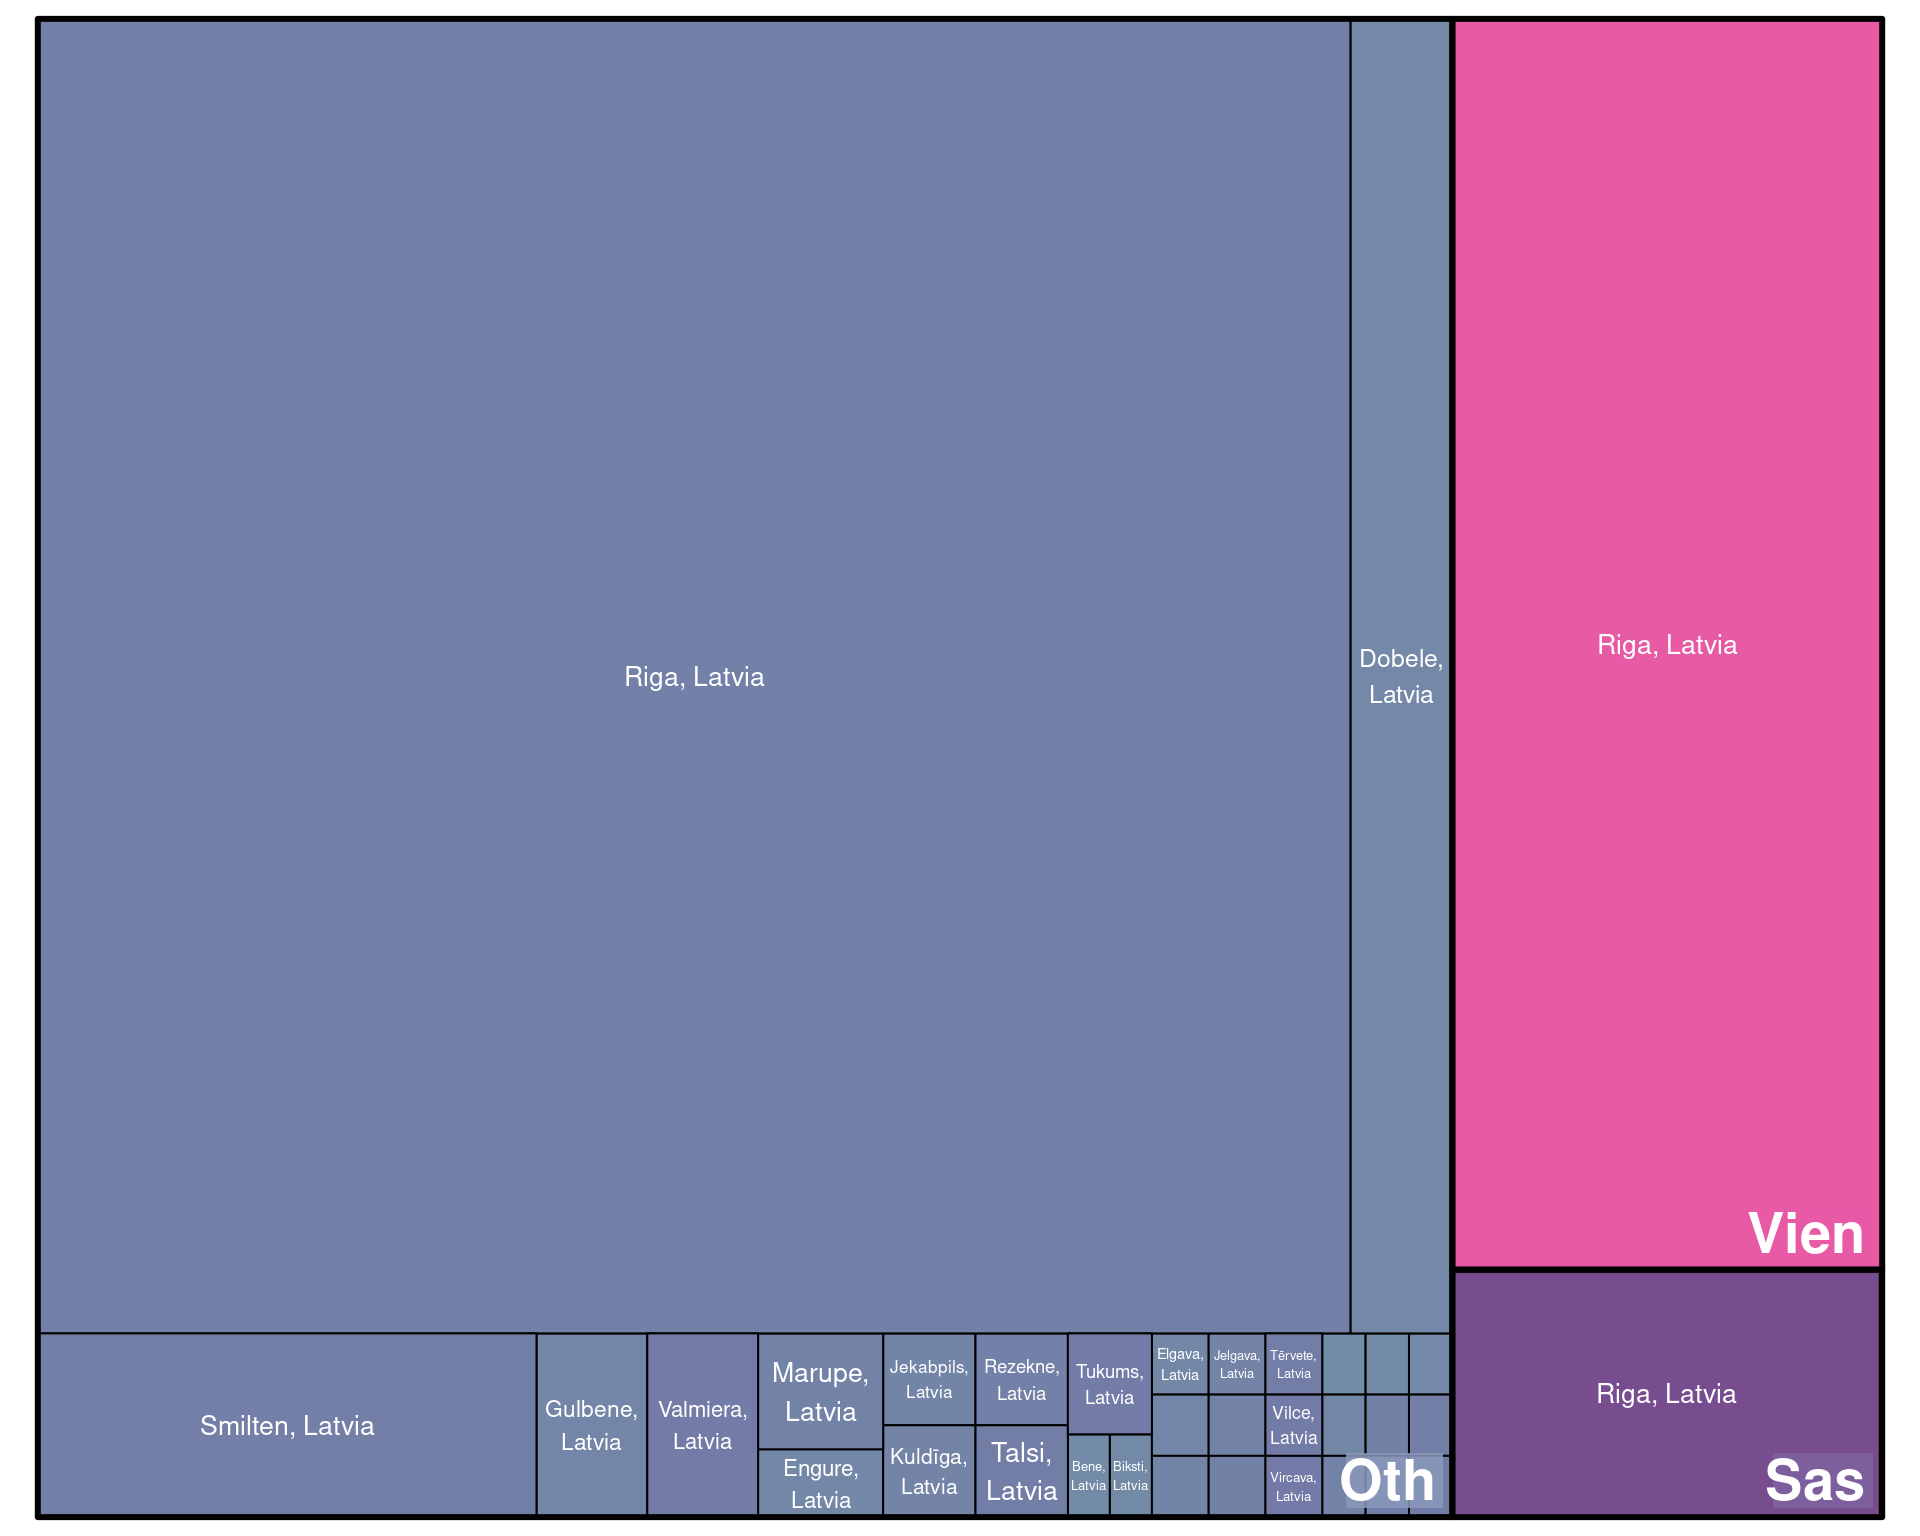 Riga, Latvia
Dobele,
Latvia
Riga, Latvia
Vien
Smilten, Latvia
Gulbene,
Latvia
Valmiera,
Latvia
Marupe,
Latvia
Engure,
Latvia
Jekabpils,
Latvia
Kuldīga,
Latvia
Rezekne,
Latvia
Talsi,
Latvia
Tukums,
Latvia
Bene,
Latvia
Biksti,
Latvia
Elgava,
Latvia
Jelgava,
Latvia
Tērvete,
Latvia
Vilce,
Latvia
Vircava,
Latvia
Oth
Riga, Latvia
Sas